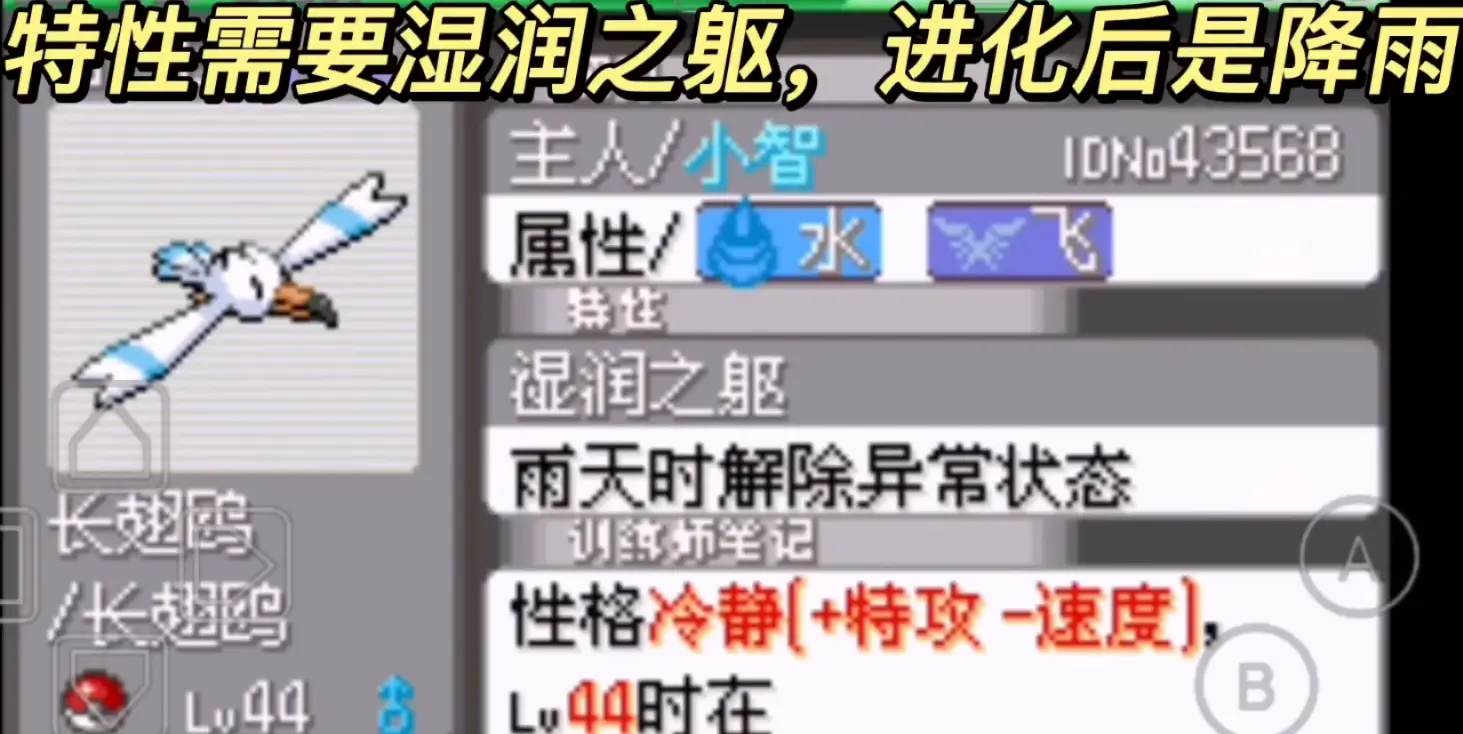 特性需要湿润之躯，进化后是降雨
主人/小智 IDNo43568
属性/ 水 飞
特性
湿润之躯
雨天时解除异常状态
长翅鸥
/长翅鸥
Lv44
训练师笔记
性格冷静(+特攻 -速度)，
Lv44时在
A
B